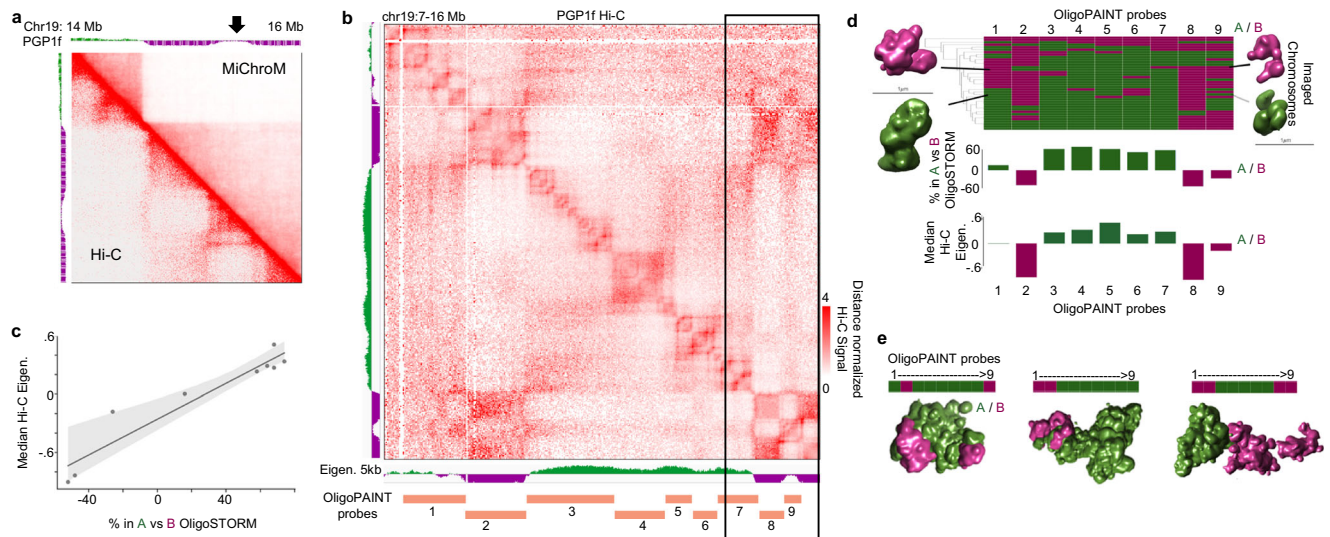 a
Chr19: 14 Mb
16 Mb
PGP1f
MiChroM
Hi-C
b
chr19:7-16 Mb
PGP1f Hi-C
4
0
Distance normalized
Hi-C Signal
Eigen. 5kb
OligoPAINT
probes
1
2
3
4
5
6
7
8
9
c
.6
0
-.6
Median Hi-C Eigen.
-40
0
40
80
% in A vs B OligoSTORM
d
OligoPAINT probes
A / B
1 2 3 4 5 6 7 8 9
Imaged
Chromosomes
1μm
1μm
% in A vs B
OligoSTORM
60
0
-60
A / B
Median
Hi-C
Eigen.
.6
0
-.6
A / B
1 2 3 4 5 6 7 8 9
OligoPAINT probes
e
OligoPAINT probes
1--------------->9
1--------------->9
1--------------->9
A / B